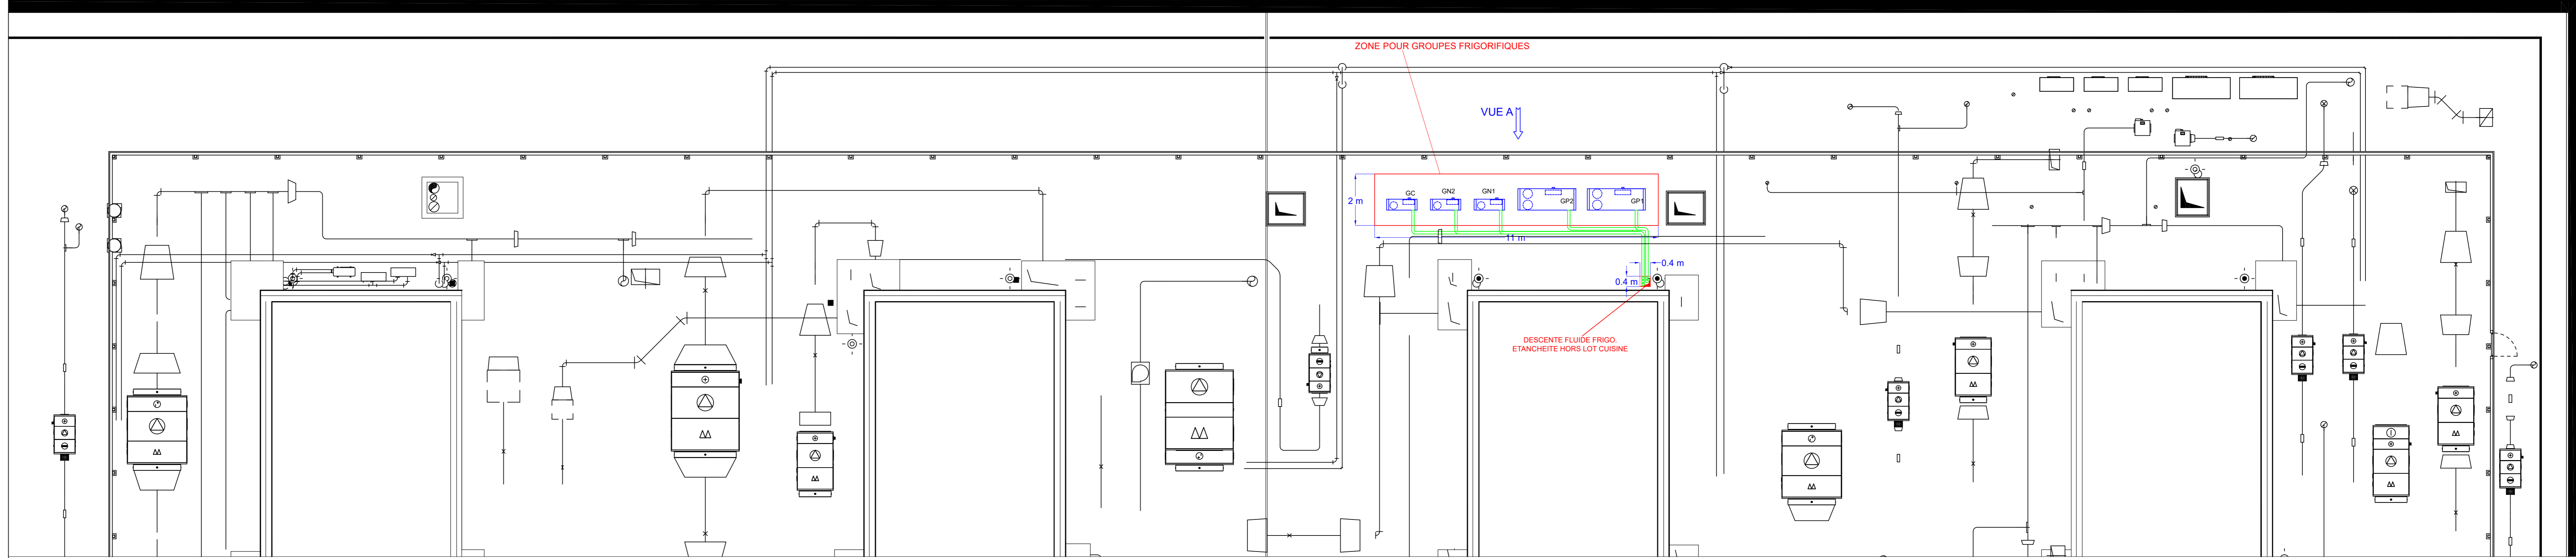 ZONE POUR GROUPES FRIGORIFIQUES
VUE A
2 m
GC
GN2
GN1
GP2
GP1
11 m
0.4 m
0.4 m
DESCENTE FLUIDE FRIGO.
ETANCHEITE HORS LOT CUISINE